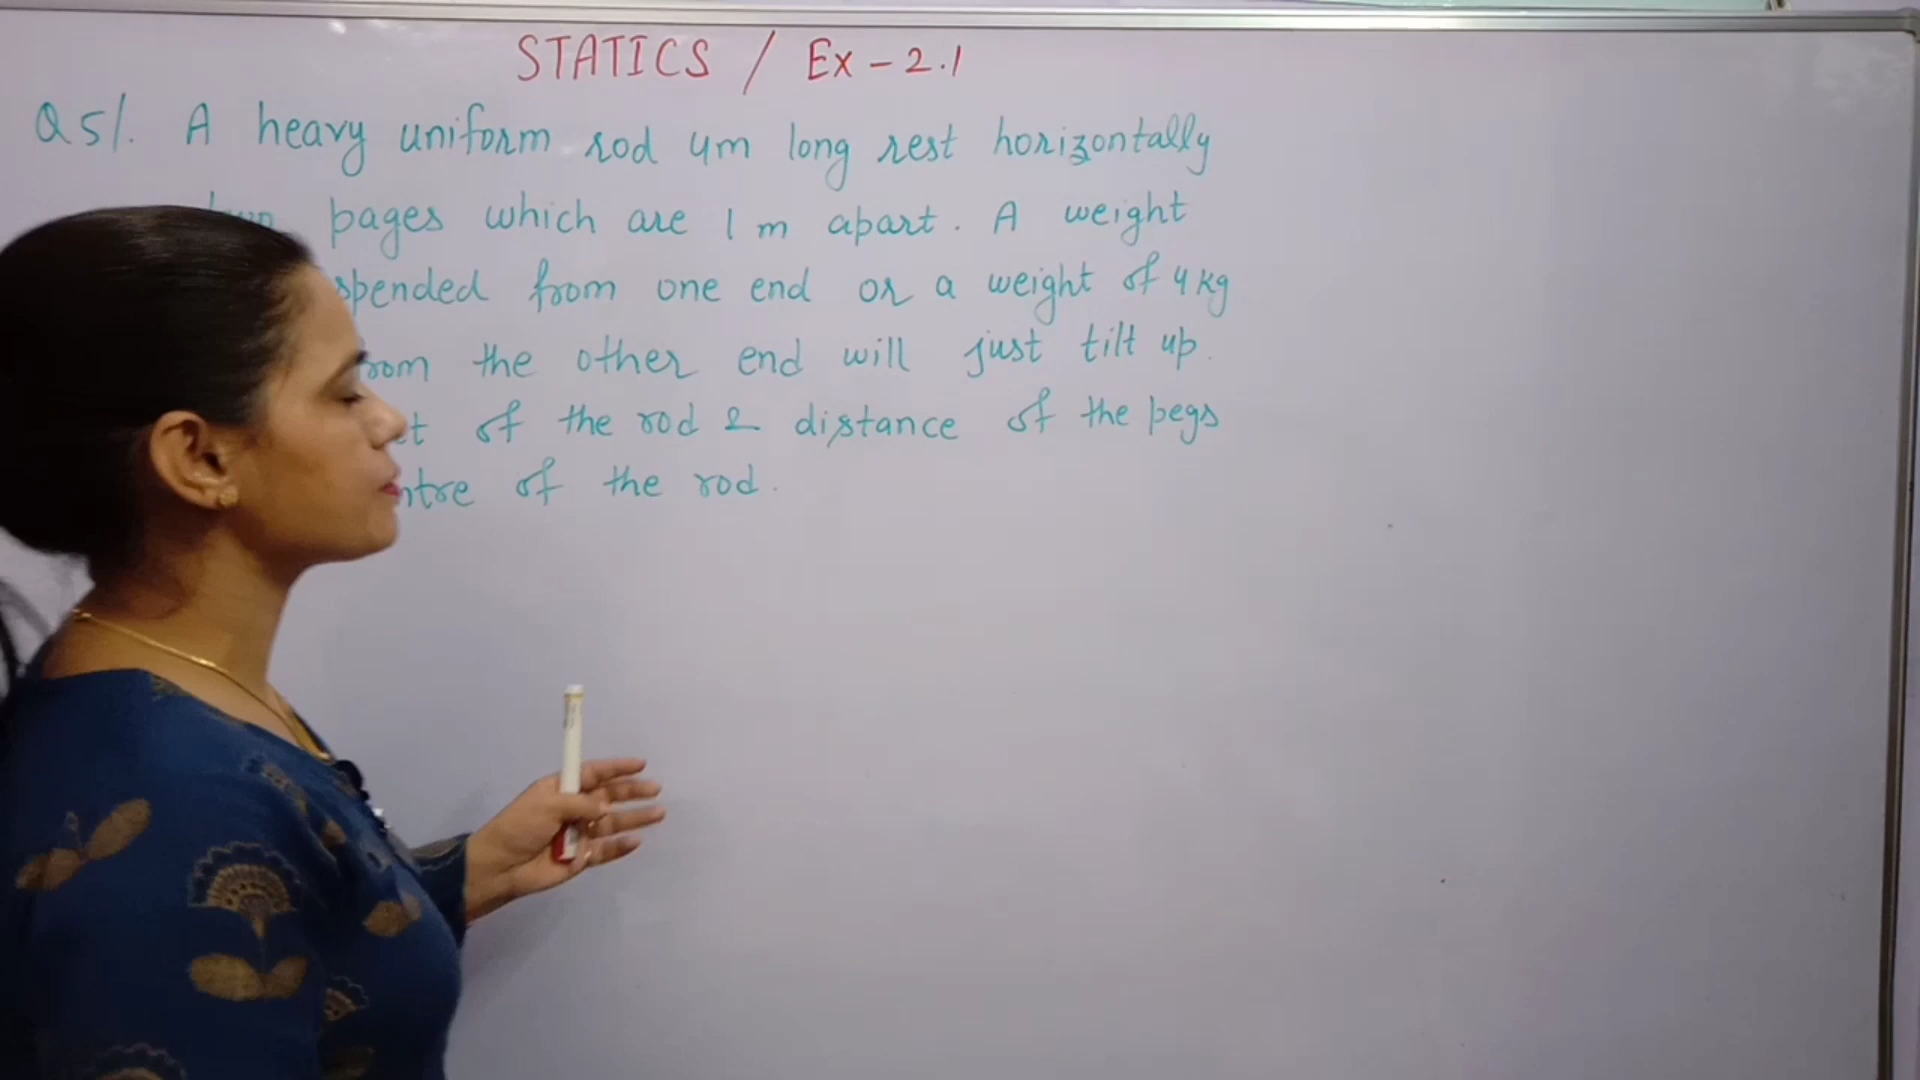 STATICS / Ex - 2.1
Q5/. A heavy uniform rod 4m long rest horizontally
pages which are 1 m apart. A weight
spended from one end or a weight of 4 kg
rom the other end will just tilt up.
of the rod & distance of the pegs
ntre of the rod.